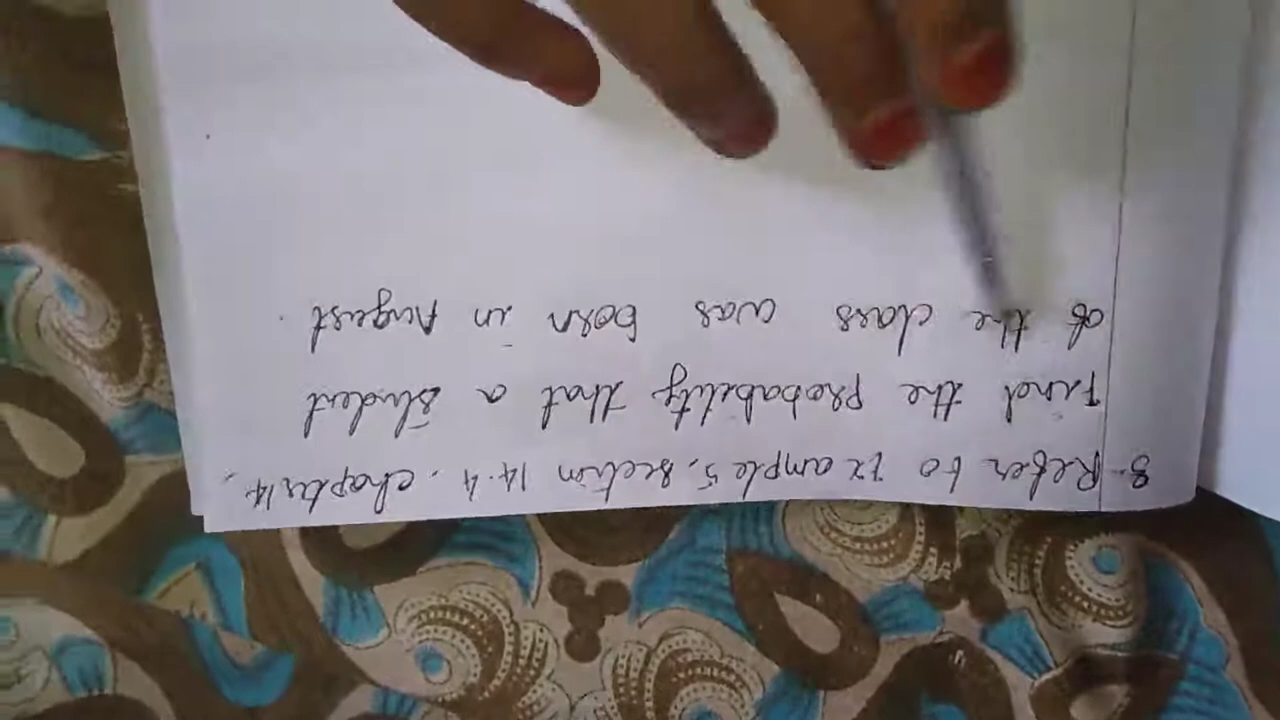 8. Refer to Example 5, Section 14.4, Chapter 14.
Find the probability that a student
of the class was born in August.